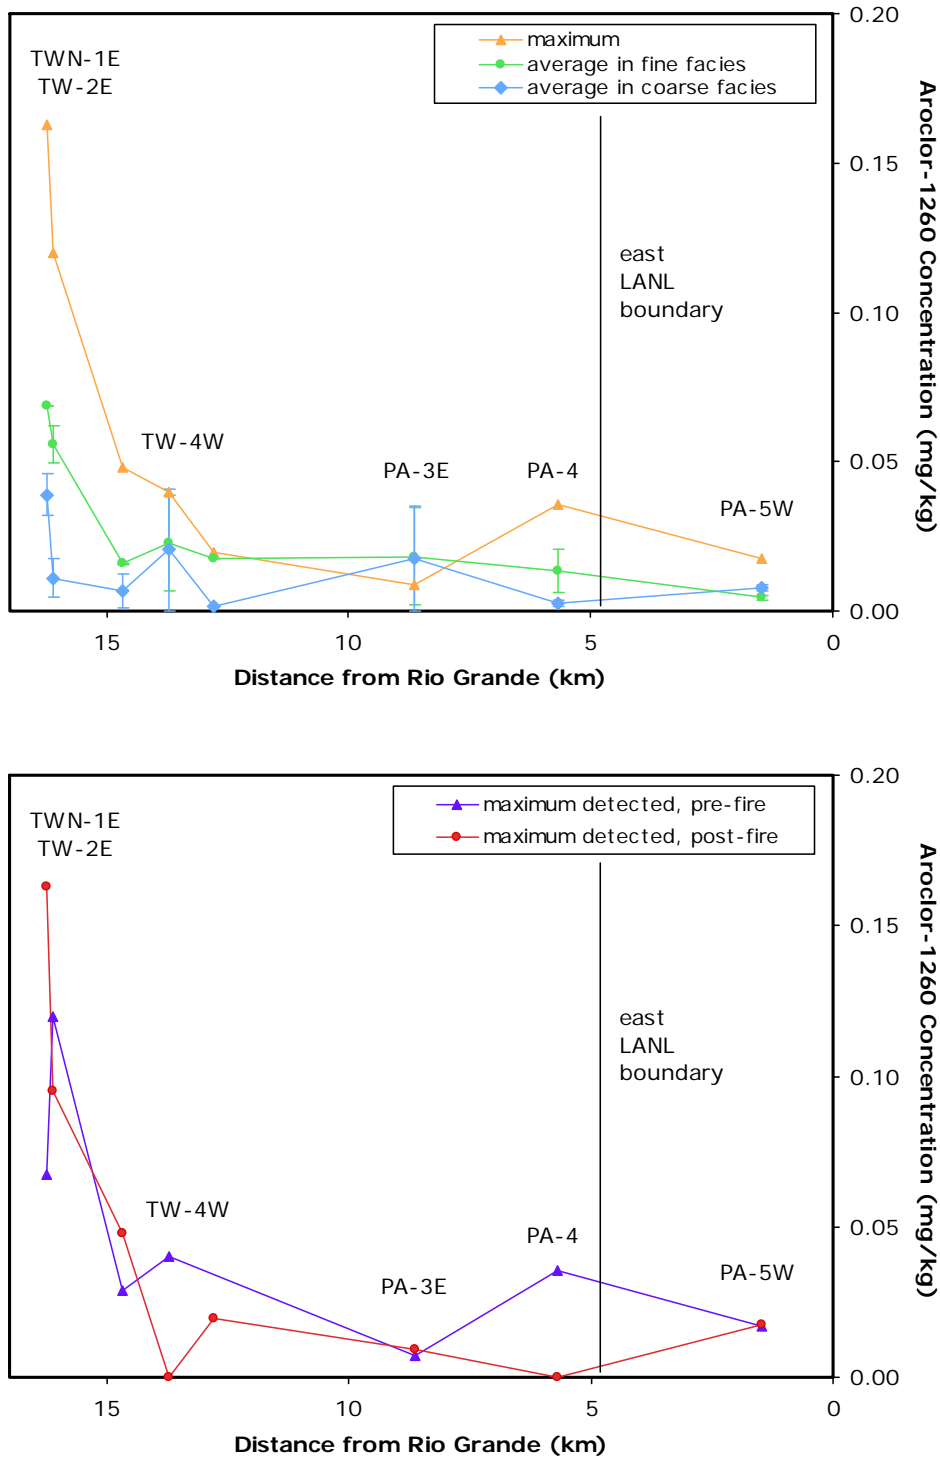 0.20
maximum
average in fine facies
average in coarse facies
TWN-1E
TW-2E
0.15
east
LANL
boundary
0.10
TW-4W
PA-3E
PA-4
PA-5W
0.05
0.00
15
10
5
0
Distance from Rio Grande (km)
Aroclor-1260 Concentration (mg/kg)
0.20
maximum detected, pre-fire
maximum detected, post-fire
TWN-1E
TW-2E
0.15
east
LANL
boundary
0.10
TW-4W
PA-3E
PA-4
PA-5W
0.05
0.00
15
10
5
0
Distance from Rio Grande (km)
Aroclor-1260 Concentration (mg/kg)